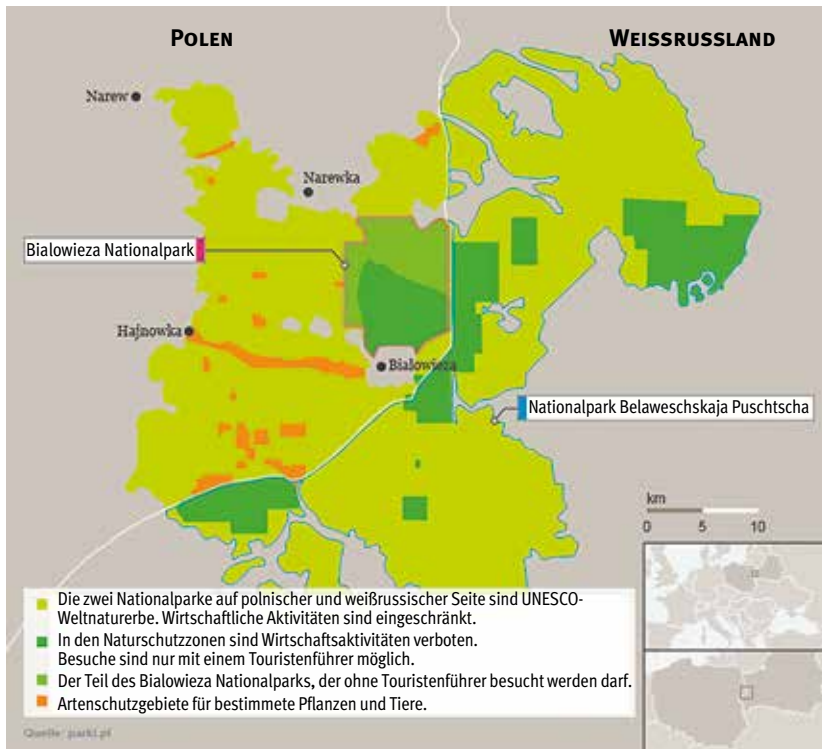 POLEN
WEISSRUSSLAND
Narew
Narewka
Bialowieza Nationalpark
Hajnowka
Bialowieza
Nationalpark Belaweschskaja Puschtscha
km
0 5 10
Die zwei Nationalparke auf polnischer und weißrussischer Seite sind UNESCO-
Weltnaturerbe. Wirtschaftliche Aktivitäten sind eingeschränkt.
In den Naturschutzzonen sind Wirtschaftsaktivitäten verboten.
Besuche sind nur mit einem Touristenführer möglich.
Der Teil des Bialowieza Nationalparks, der ohne Touristenführer besucht werden darf.
Artenschutzgebiete für bestimmete Pflanzen und Tiere.
Quelle: parki.pl